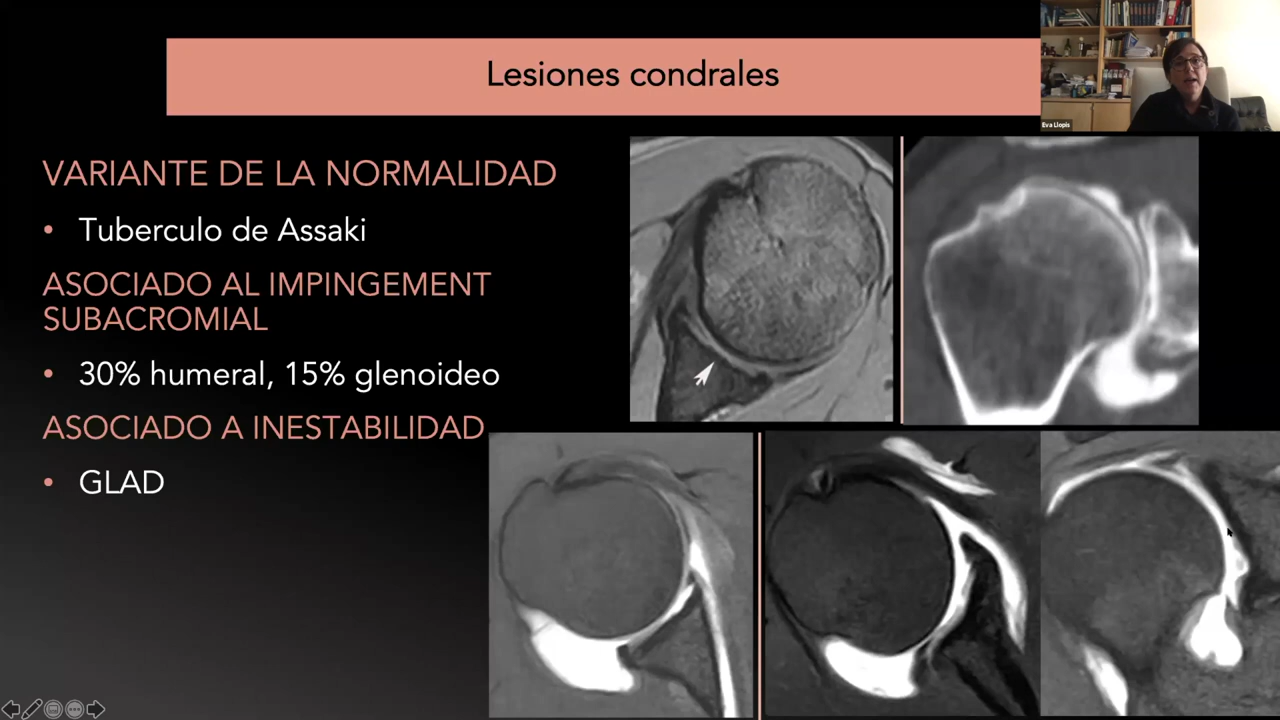 Lesiones condrales
Eva Llopis
VARIANTE DE LA NORMALIDAD
• Tuberculo de Assaki
ASOCIADO AL IMPINGEMENT
SUBACROMIAL
• 30% humeral, 15% glenoideo
ASOCIADO A INESTABILIDAD
• GLAD